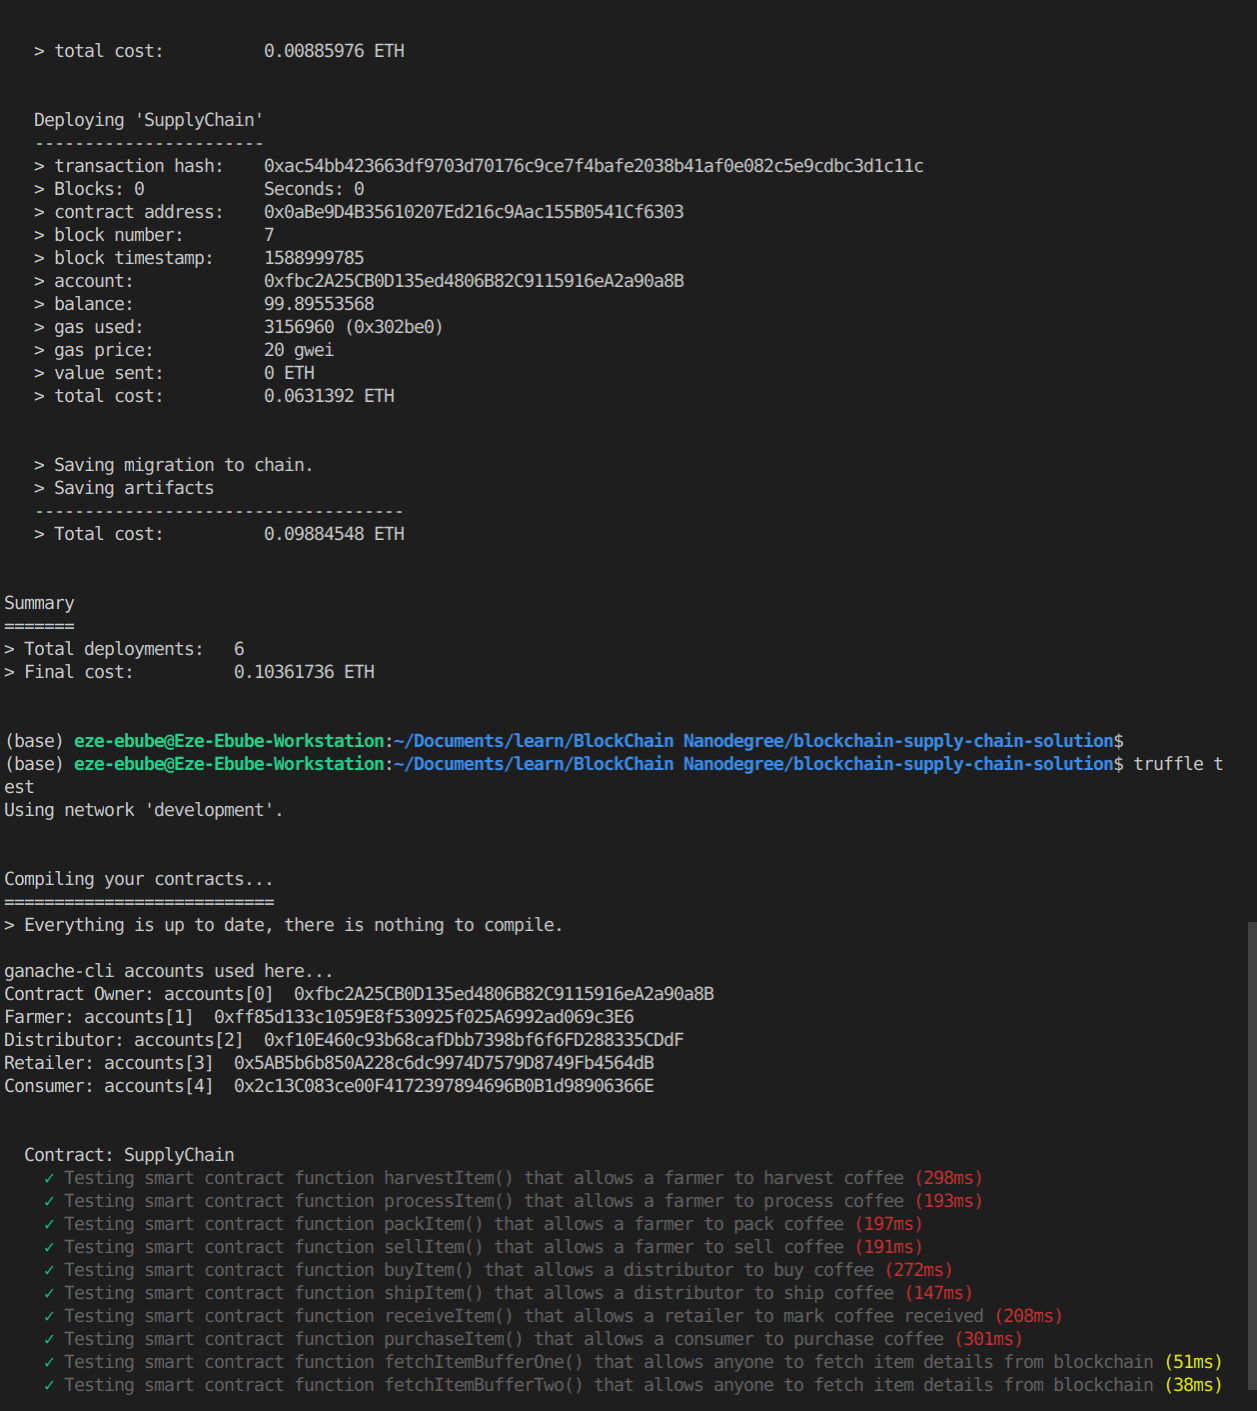 > total cost: 0.00885976 ETH
Deploying 'SupplyChain'
-----------------------
> transaction hash: 0xac54bb423663df9703d70176c9ce7f4bafe2038b41af0e082c5e9cdbc3d1c11c
> Blocks: 0 Seconds: 0
> contract address: 0x0aBe9D4B35610207Ed216c9Aac155B0541Cf6303
> block number: 7
> block timestamp: 1588999785
> account: 0xfbc2A25CB0D135ed4806B82C9115916eA2a90a8B
> balance: 99.89553568
> gas used: 3156960 (0x302be0)
> gas price: 20 gwei
> value sent: 0 ETH
> total cost: 0.0631392 ETH
> Saving migration to chain.
> Saving artifacts
-------------------------------------
> Total cost: 0.09884548 ETH
Summary
=======
> Total deployments: 6
> Final cost: 0.10361736 ETH
(base) eze-ebube@Eze-Ebube-Workstation:~/Documents/learn/BlockChain Nanodegree/blockchain-supply-chain-solution$
(base) eze-ebube@Eze-Ebube-Workstation:~/Documents/learn/BlockChain Nanodegree/blockchain-supply-chain-solution$ truffle t
est
Using network 'development'.
Compiling your contracts...
===========================
> Everything is up to date, there is nothing to compile.
ganache-cli accounts used here...
Contract Owner: accounts[0] 0xfbc2A25CB0D135ed4806B82C9115916eA2a90a8B
Farmer: accounts[1] 0xff85d133c1059E8f530925f025A6992ad069c3E6
Distributor: accounts[2] 0xf10E460c93b68cafDbb7398bf6f6FD288335CDdF
Retailer: accounts[3] 0x5AB5b6b850A228c6dc9974D7579D8749Fb4564dB
Consumer: accounts[4] 0x2c13C083ce00F4172397894696B0B1d98906366E
Contract: SupplyChain
✓ Testing smart contract function harvestItem() that allows a farmer to harvest coffee (298ms)
✓ Testing smart contract function processItem() that allows a farmer to process coffee (193ms)
✓ Testing smart contract function packItem() that allows a farmer to pack coffee (197ms)
✓ Testing smart contract function sellItem() that allows a farmer to sell coffee (191ms)
✓ Testing smart contract function buyItem() that allows a distributor to buy coffee (272ms)
✓ Testing smart contract function shipItem() that allows a distributor to ship coffee (147ms)
✓ Testing smart contract function receiveItem() that allows a retailer to mark coffee received (208ms)
✓ Testing smart contract function purchaseItem() that allows a consumer to purchase coffee (301ms)
✓ Testing smart contract function fetchItemBufferOne() that allows anyone to fetch item details from blockchain (51ms)
✓ Testing smart contract function fetchItemBufferTwo() that allows anyone to fetch item details from blockchain (38ms)